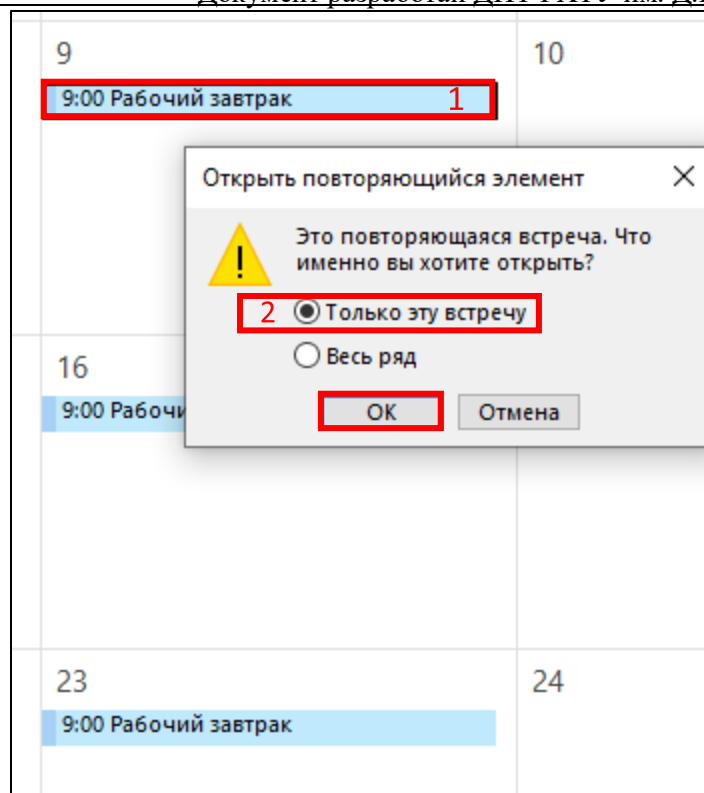 9
10
9:00 Рабочий завтрак 1
Открыть повторяющийся элемент
Это повторяющаяся встреча. Что
именно вы хотите открыть?
2 Только эту встречу
Весь ряд
ОК Отмена
16
9:00 Рабочи
23
24
9:00 Рабочий завтрак